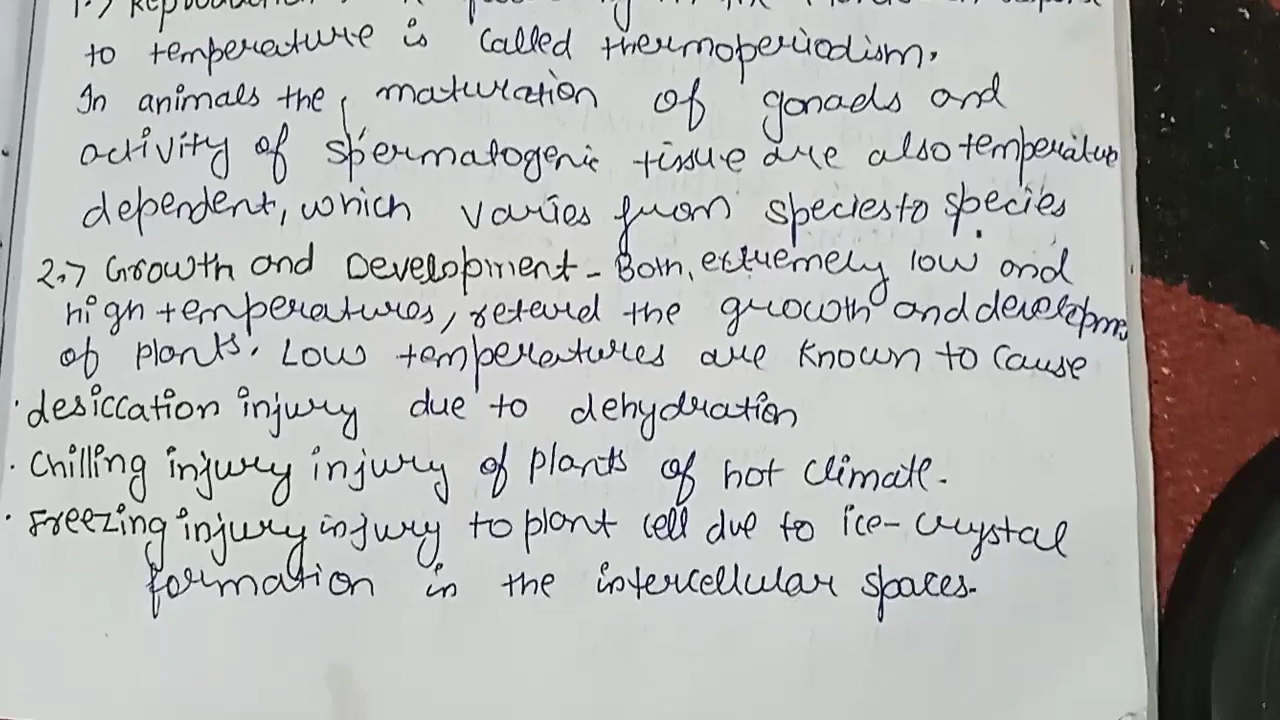 1.) Reproduction
to temperature is called thermoperiodism.
In animals the maturation of gonads and
activity of spermatogenic tissue are also temperature
dependent, which varies from species to species.
2.) Growth and Development - Both, extremely low and
high temperatures, retard the growth and developm
of plants. Low temperatures are known to cause
· desiccation injury due to dehydration
· Chilling injury injury of plants of hot climate.
· Freezing injury injury to plant cell due to ice-crystal
formation in the intercellular spaces.